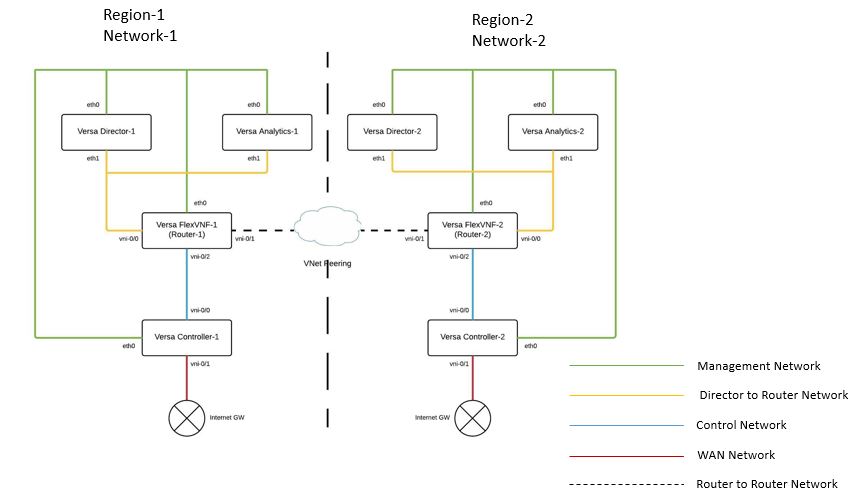 Region-1
Network-1
Region-2
Network-2
eth0
eth0
eth0
eth0
Versa Director-1
Versa Analytics-1
Versa Director-2
Versa Analytics-2
eth1
eth1
eth1
eth1
eth0
eth0
Versa FlexVNF-1
(Router-1)
Versa FlexVNF-2
(Router-2)
vni-0/0
vni-0/1
vni-0/1
vni-0/0
vni-0/2
VNet Peering
vni-0/2
vni-0/0
vni-0/0
Versa Controller-1
Versa Controller-2
eth0
eth0
vni-0/1
vni-0/1
Internet GW
Internet GW
Management Network
Director to Router Network
Control Network
WAN Network
Router to Router Network